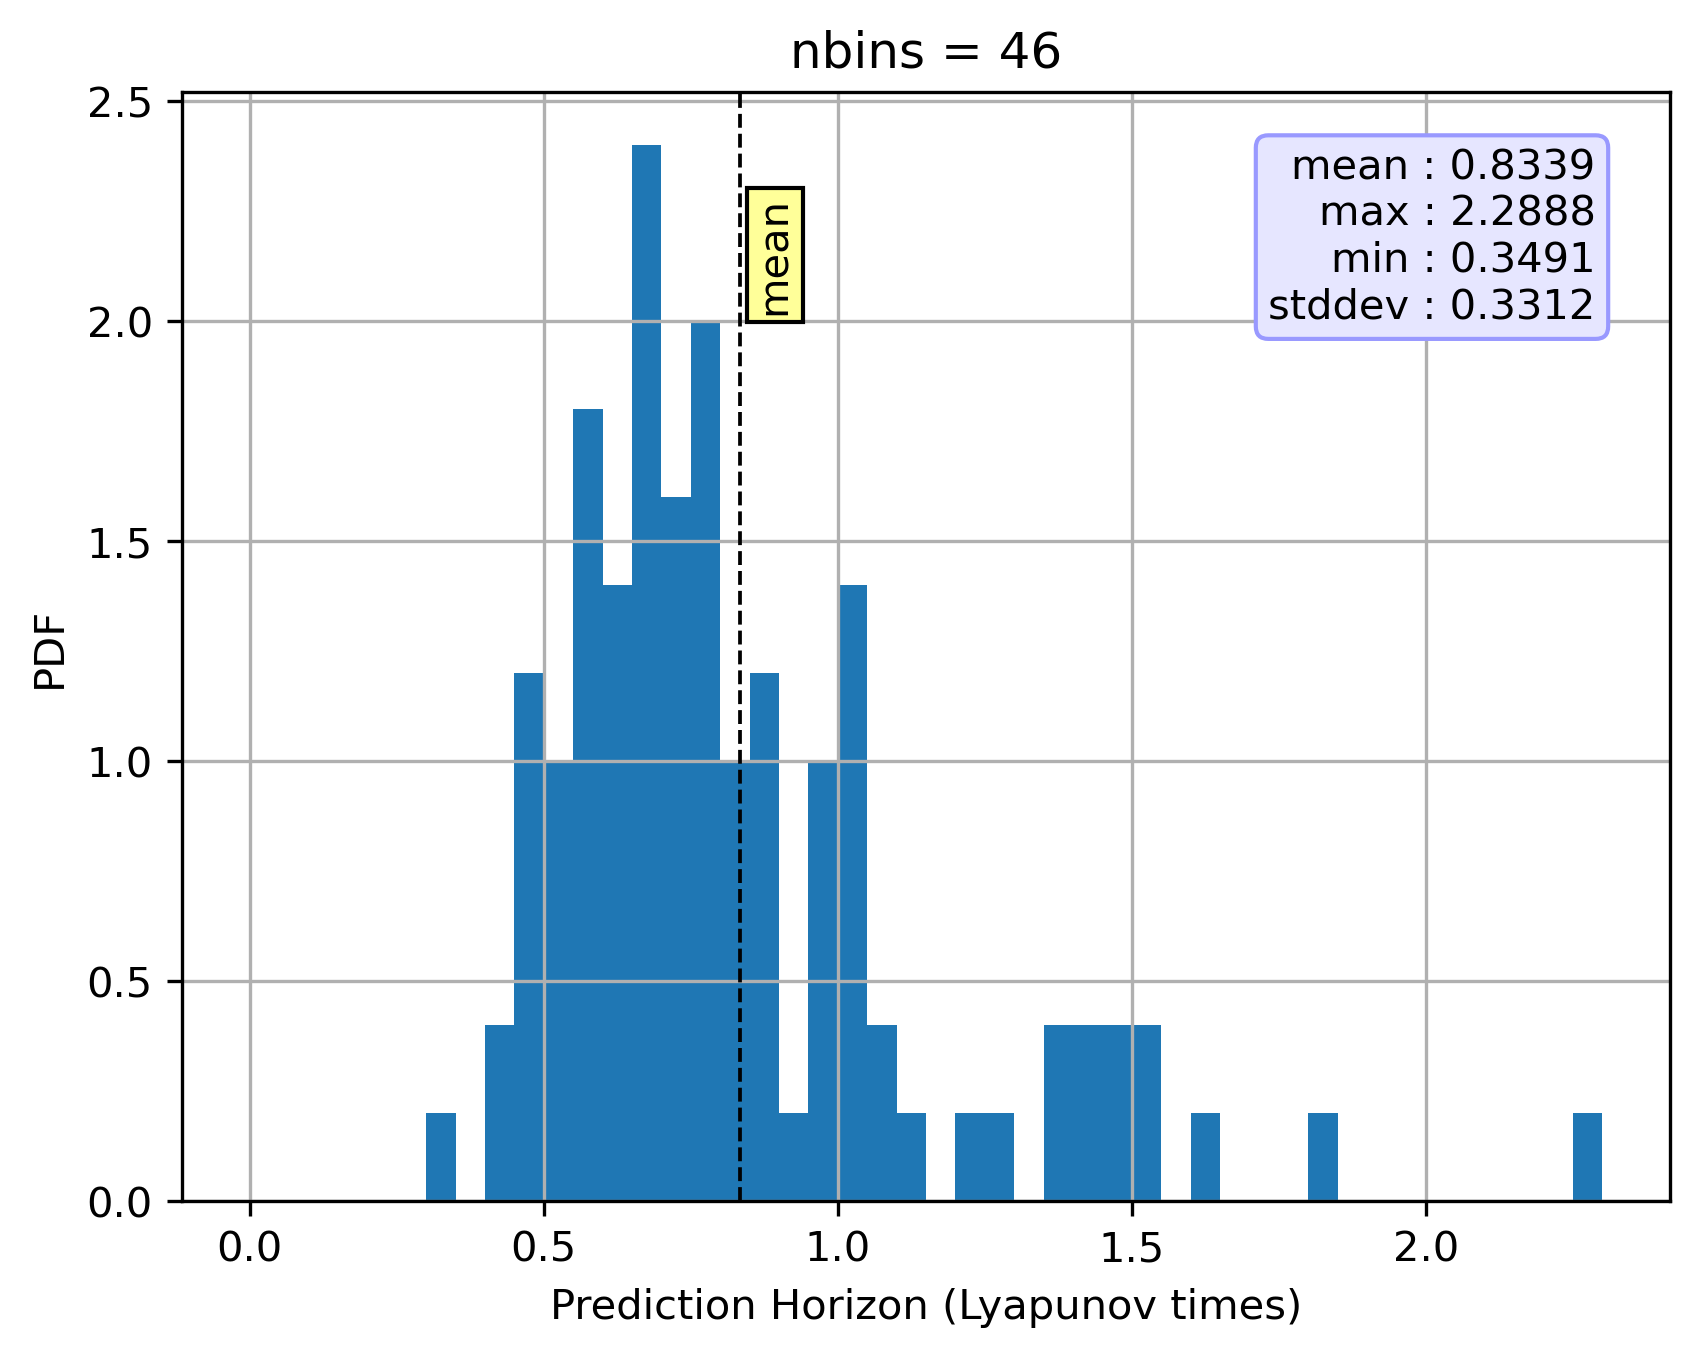 nbins = 46
2.5
2.0
1.5
1.0
0.5
0.0
PDF
mean
mean : 0.8339
max : 2.2888
min : 0.3491
stddev : 0.3312
0.0 0.5 1.0 1.5 2.0
Prediction Horizon (Lyapunov times)